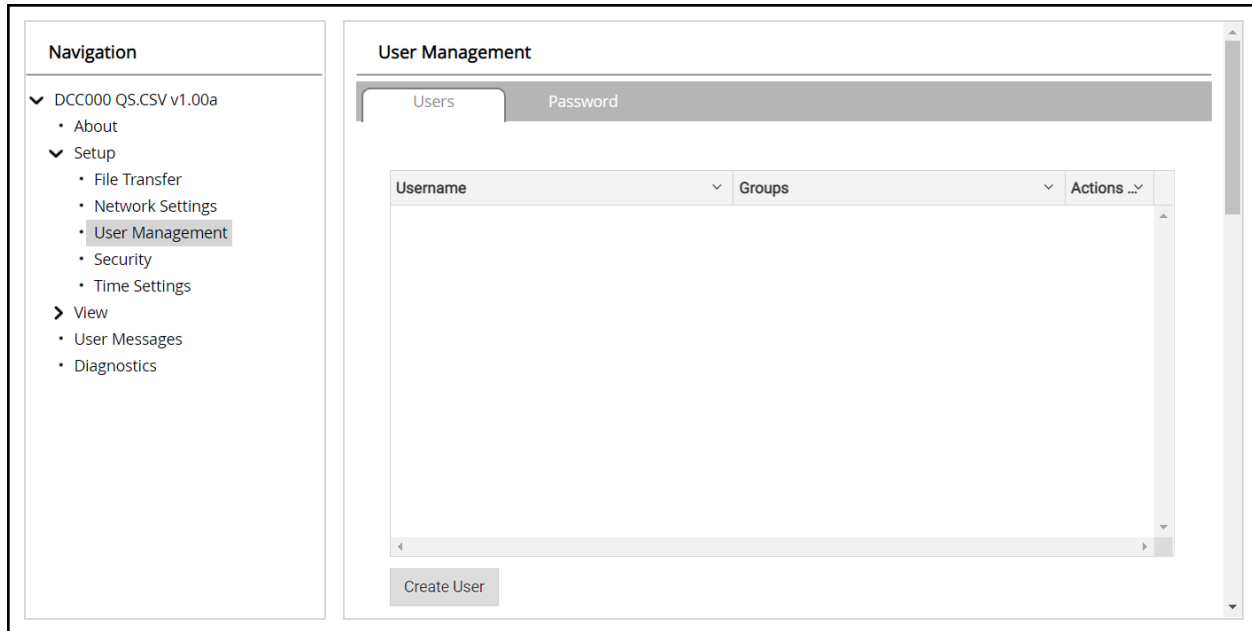 Navigation
DCC000 QS.CSV v1.00a
About
Setup
File Transfer
Network Settings
User Management
Security
Time Settings
View
User Messages
Diagnostics
User Management
Users Password
Username Groups Actions ...
Create User